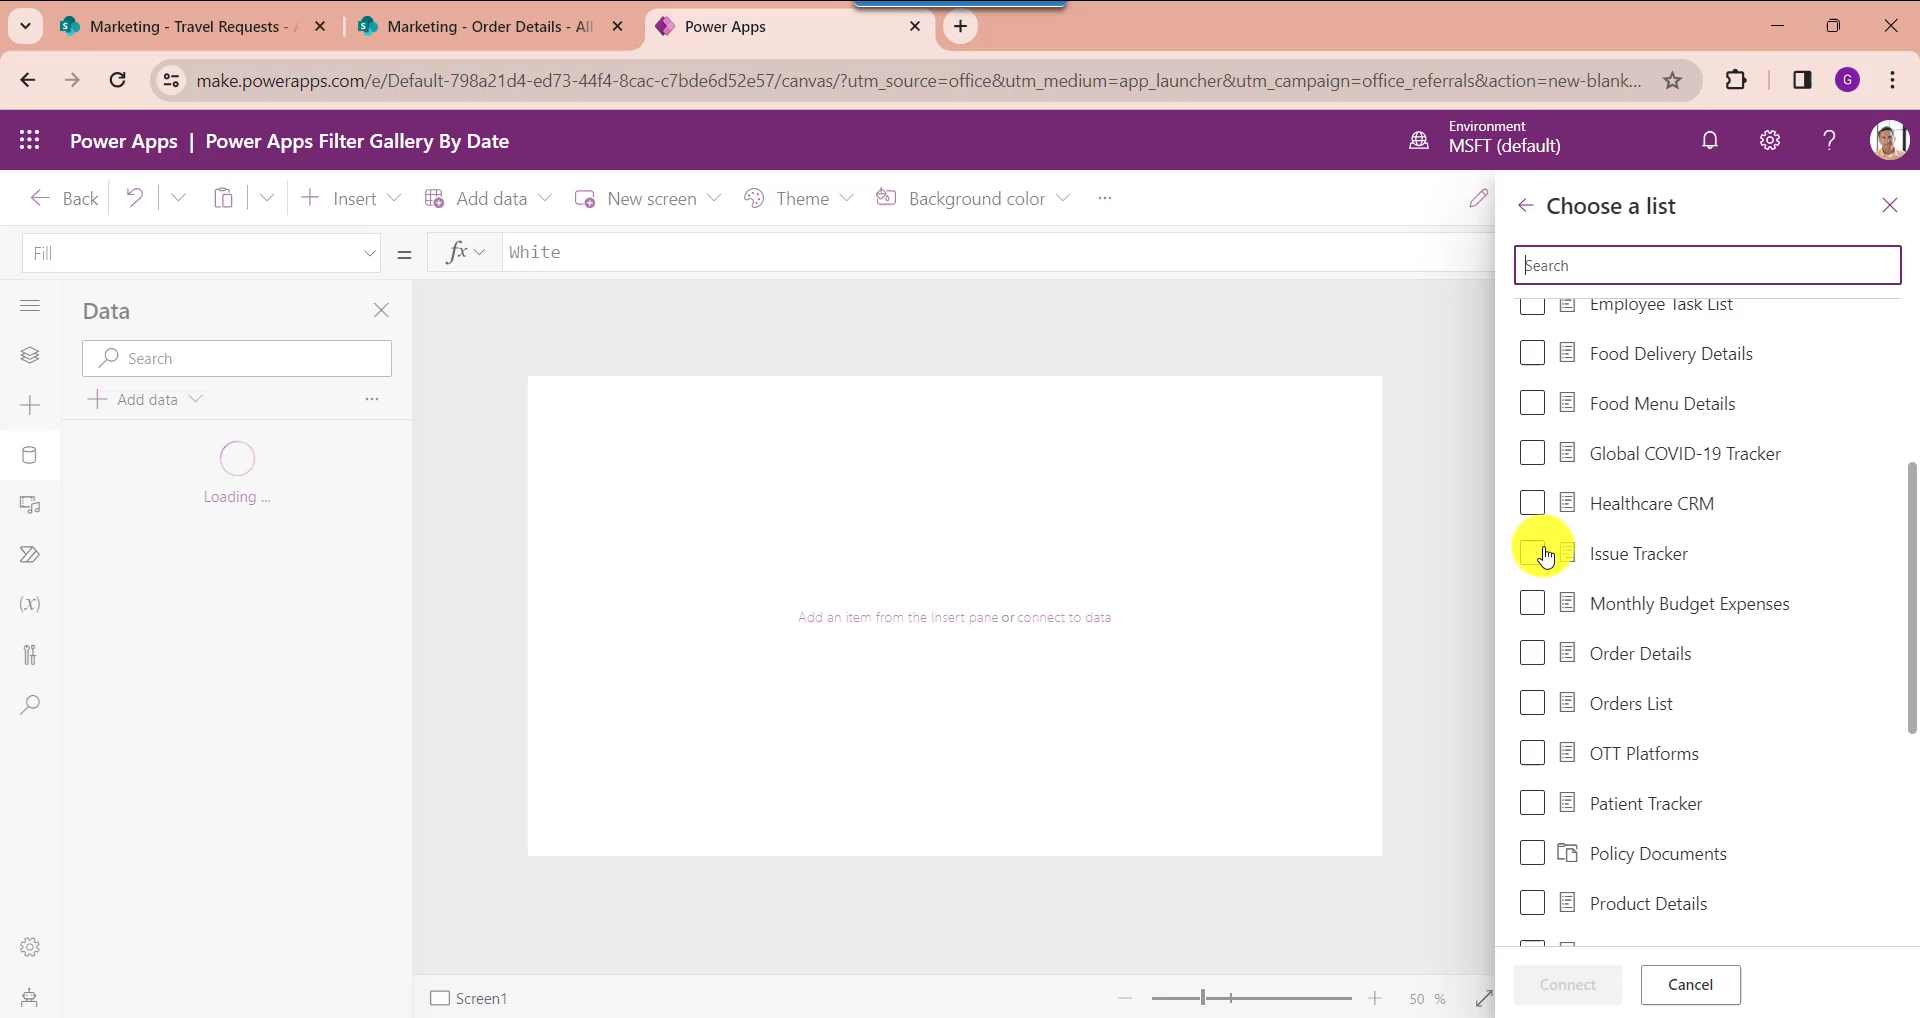 Marketing - Travel Requests -
Marketing - Order Details - All
Power Apps
make.powerapps.com/e/Default-798a21d4-ed73-44f4-8cac-c7bde6d52e57/canvas/?utm_source=office&utm_medium=app_launcher&utm_campaign=office_referrals&action=new-blank...
G
Power Apps | Power Apps Filter Gallery By Date
Environment
MSFT (default)
Back
Insert
Add data
New screen
Theme
Background color
...
Fill
=
fx
White
Data
Search
Add data
...
Loading ...
(x)
Add an item from the Insert pane or connect to data
Screen1
50 %
Choose a list
Search
Employee Task List
Food Delivery Details
Food Menu Details
Global COVID-19 Tracker
Healthcare CRM
Issue Tracker
Monthly Budget Expenses
Order Details
Orders List
OTT Platforms
Patient Tracker
Policy Documents
Product Details
Connect
Cancel